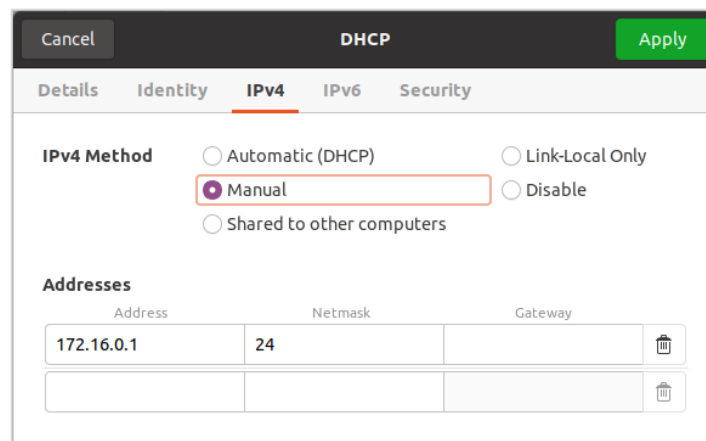 Cancel DHCP Apply
Details Identity IPv4 IPv6 Security
IPv4 Method Automatic (DHCP) Link-Local Only
Manual Disable
Shared to other computers
Addresses
Address Netmask Gateway
172.16.0.1 24